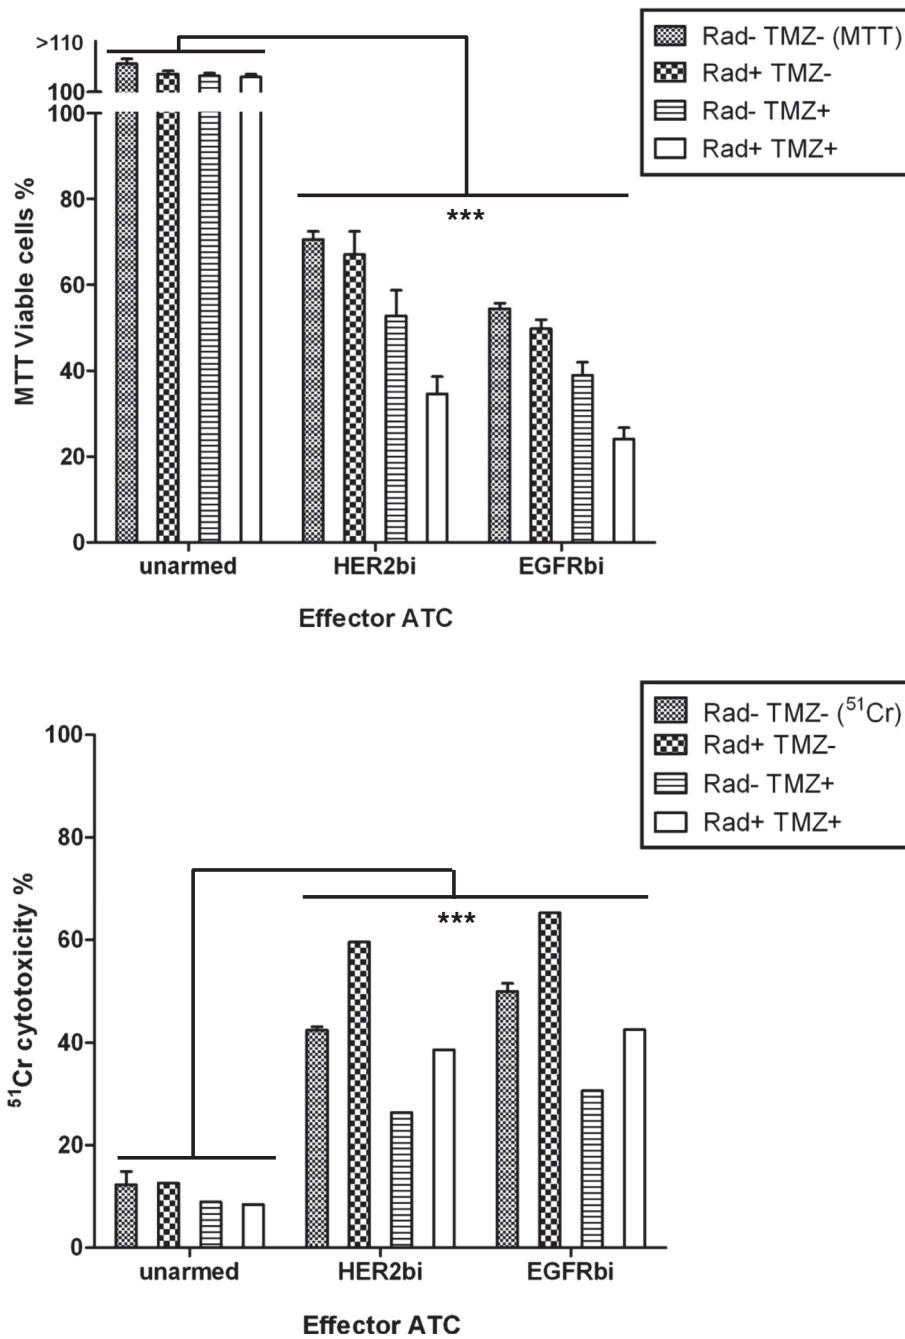 Rad- TMZ- (MTT)
Rad+ TMZ-
Rad- TMZ+
Rad+ TMZ+
>110
100
100
80
60
40
20
0
MTT Viable cells %
***
unarmed HER2bi EGFRbi
Effector ATC
Rad- TMZ- (⁵¹Cr)
Rad+ TMZ-
Rad- TMZ+
Rad+ TMZ+
100
80
60
40
20
0
⁵¹Cr cytotoxicity %
***
unarmed HER2bi EGFRbi
Effector ATC